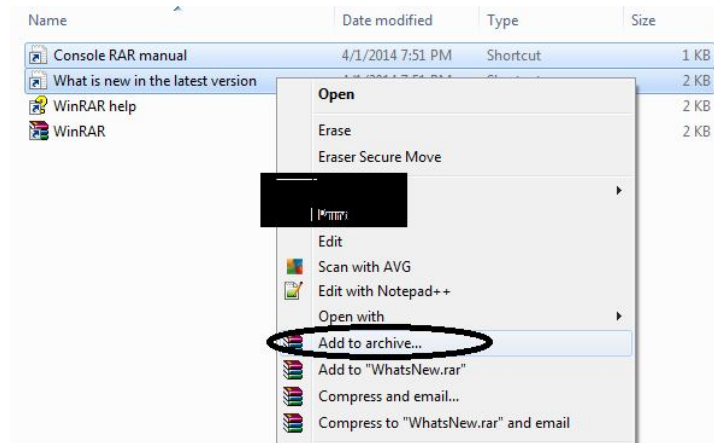 Name Date modified Type Size
Console RAR manual 4/1/2014 7:51 PM Shortcut 1 KB
What is new in the latest version 2 KB
WinRAR help 2 KB
WinRAR 2 KB
Open
Erase
Eraser Secure Move
Edit
Scan with AVG
Edit with Notepad++
Open with
Add to archive...
Add to "WhatsNew.rar"
Compress and email...
Compress to "WhatsNew.rar" and email